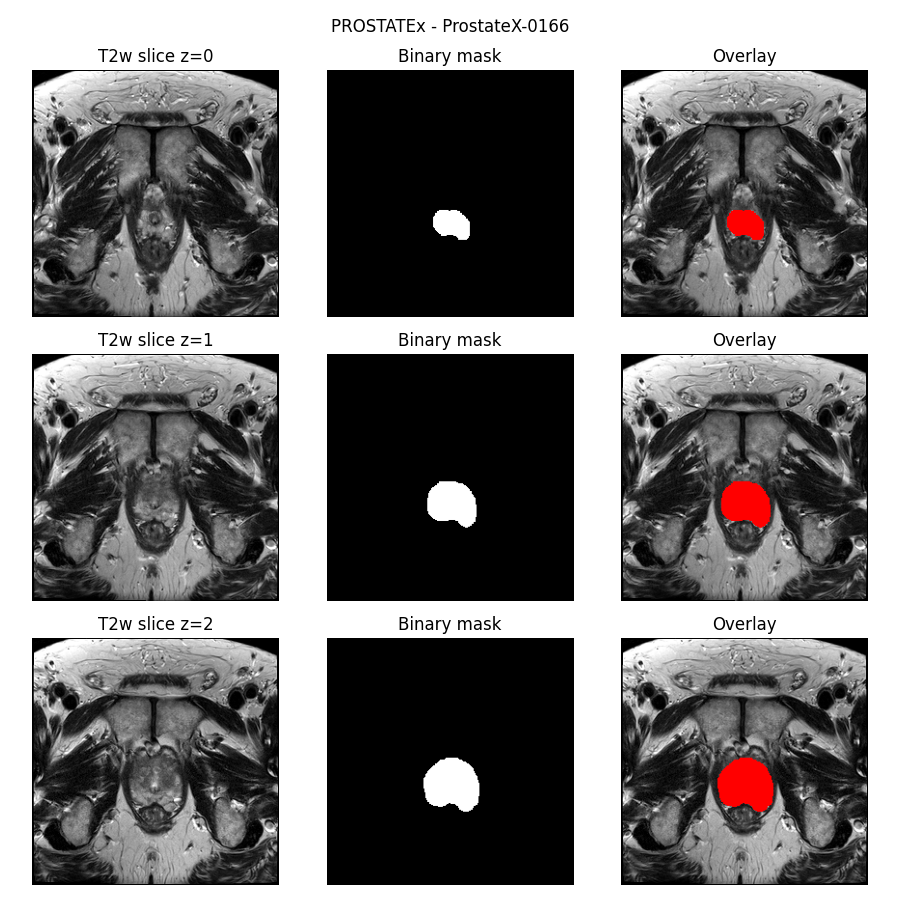 PROSTATEx - ProstateX-0166
T2w slice z=0 Binary mask Overlay
T2w slice z=1 Binary mask Overlay
T2w slice z=2 Binary mask Overlay